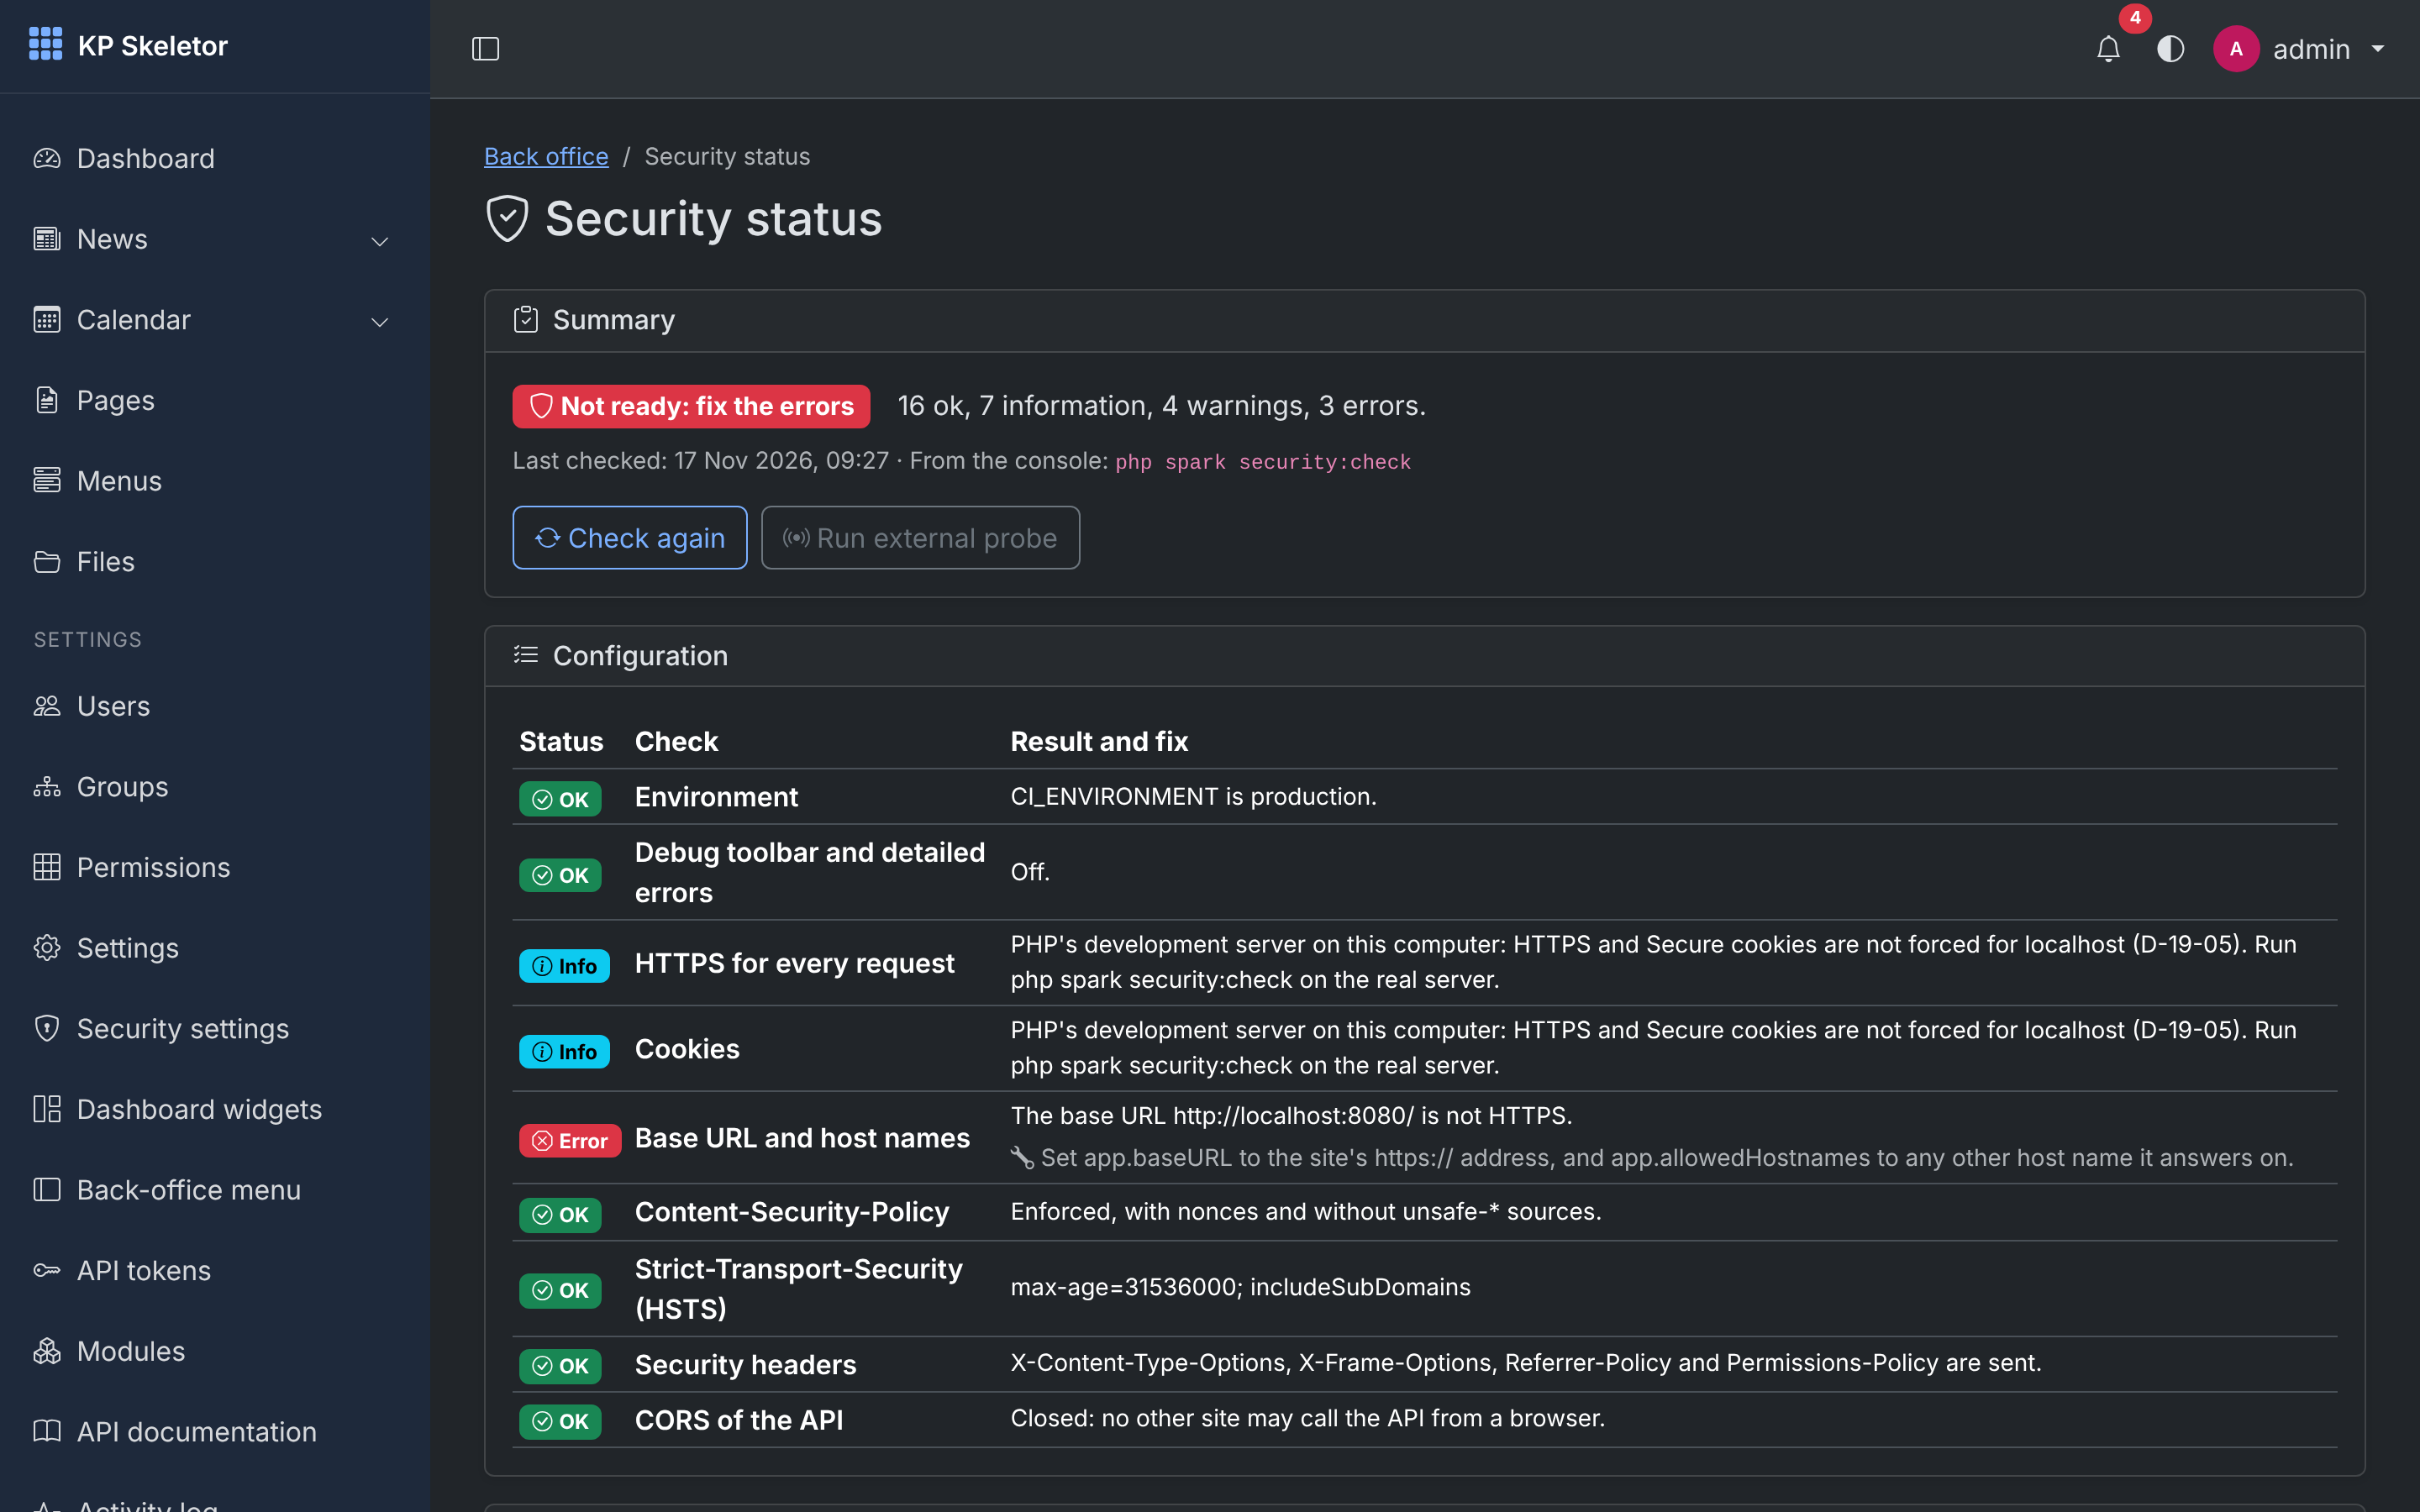 KP Skeletor
4
A
admin
Dashboard
News
Calendar
Pages
Menus
Files
SETTINGS
Users
Groups
Permissions
Settings
Security settings
Dashboard widgets
Back-office menu
API tokens
Modules
API documentation
Activity log
Back office / Security status
Security status
Summary
Not ready: fix the errors 16 ok, 7 information, 4 warnings, 3 errors.
Last checked: 17 Nov 2026, 09:27 · From the console: php spark security:check
Check again Run external probe
Configuration
Status Check Result and fix
OK Environment CI_ENVIRONMENT is production.
OK Debug toolbar and detailed
errors
Off.
Info HTTPS for every request PHP's development server on this computer: HTTPS and Secure cookies are not forced for localhost (D-19-05). Run
php spark security:check on the real server.
Info Cookies PHP's development server on this computer: HTTPS and Secure cookies are not forced for localhost (D-19-05). Run
php spark security:check on the real server.
Error Base URL and host names The base URL http://localhost:8080/ is not HTTPS.
Set app.baseURL to the site's https:// address, and app.allowedHostnames to any other host name it answers on.
OK Content-Security-Policy Enforced, with nonces and without unsafe-* sources.
OK Strict-Transport-Security
(HSTS)
max-age=31536000; includeSubDomains
OK Security headers X-Content-Type-Options, X-Frame-Options, Referrer-Policy and Permissions-Policy are sent.
OK CORS of the API Closed: no other site may call the API from a browser.